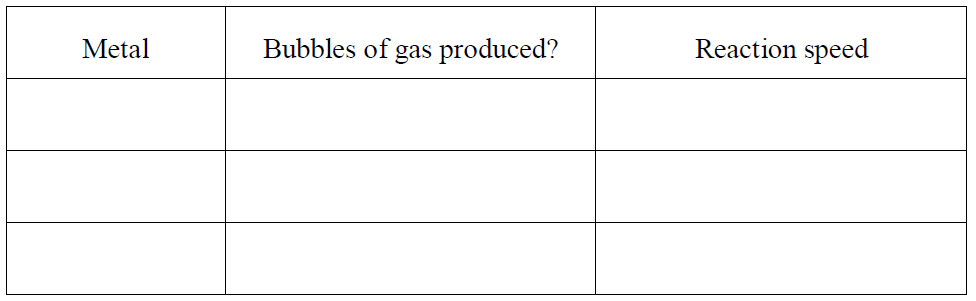 Metal Bubbles of gas produced? Reaction speed